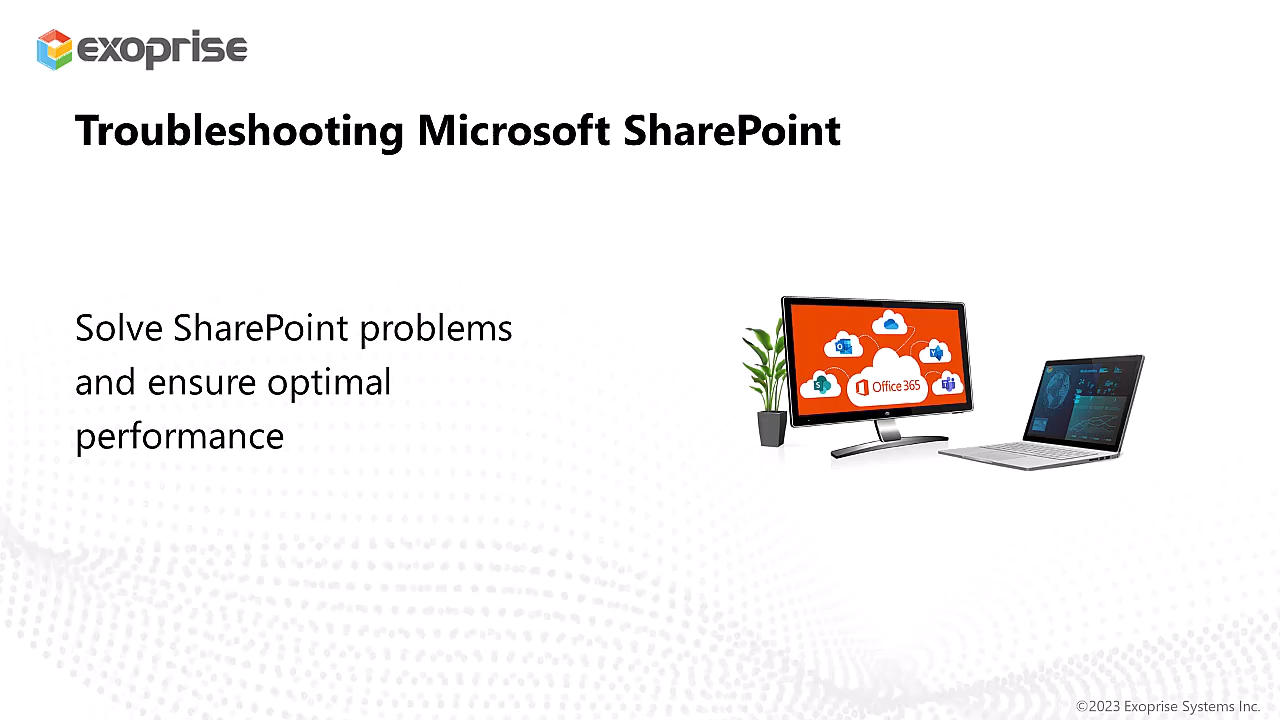 exoprise
Troubleshooting Microsoft SharePoint
Solve SharePoint problems
and ensure optimal
performance
Office 365
©2023 Exoprise Systems Inc.